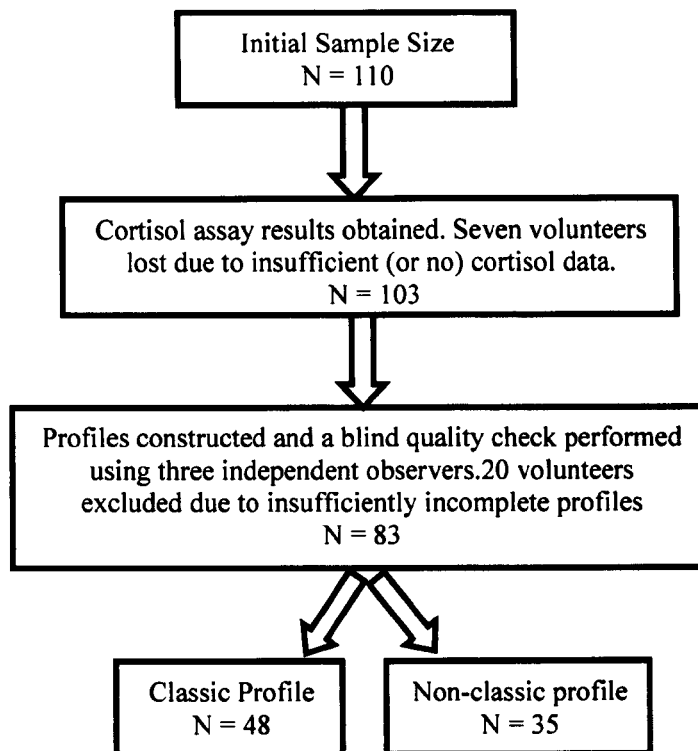 Initial Sample Size
N = 110
Cortisol assay results obtained. Seven volunteers
lost due to insufficient (or no) cortisol data.
N = 103
Profiles constructed and a blind quality check performed
using three independent observers.20 volunteers
excluded due to insufficiently incomplete profiles
N = 83
Classic Profile
N = 48
Non-classic profile
N = 35